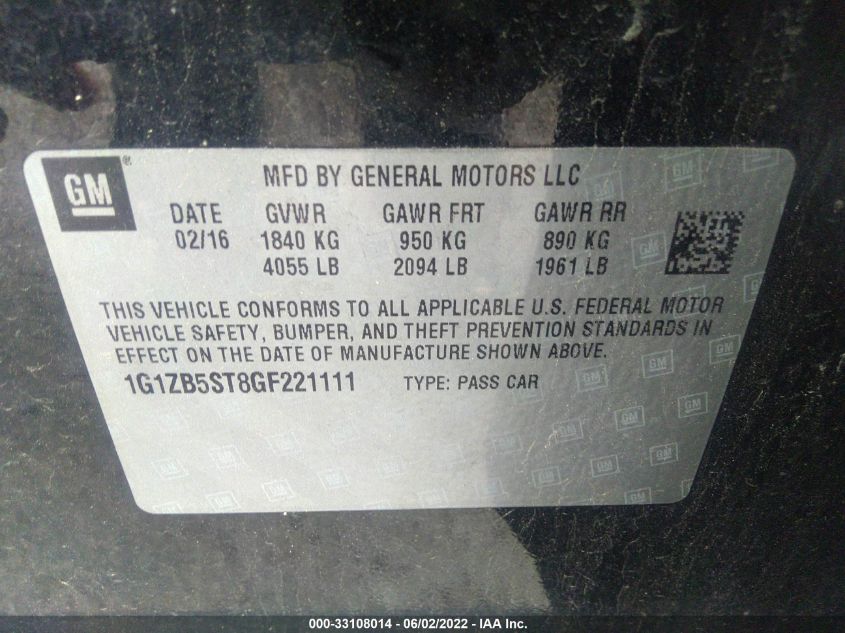 GM ®
MFD BY GENERAL MOTORS LLC
DATE GVWR GAWR FRT GAWR RR
02/16 1840 KG 950 KG 890 KG
4055 LB 2094 LB 1961 LB
THIS VEHICLE CONFORMS TO ALL APPLICABLE U.S. FEDERAL MOTOR
VEHICLE SAFETY, BUMPER, AND THEFT PREVENTION STANDARDS IN
EFFECT ON THE DATE OF MANUFACTURE SHOWN ABOVE.
1G1ZB5ST8GF221111 TYPE: PASS CAR
000-33108014 - 06/02/2022 - IAA Inc.